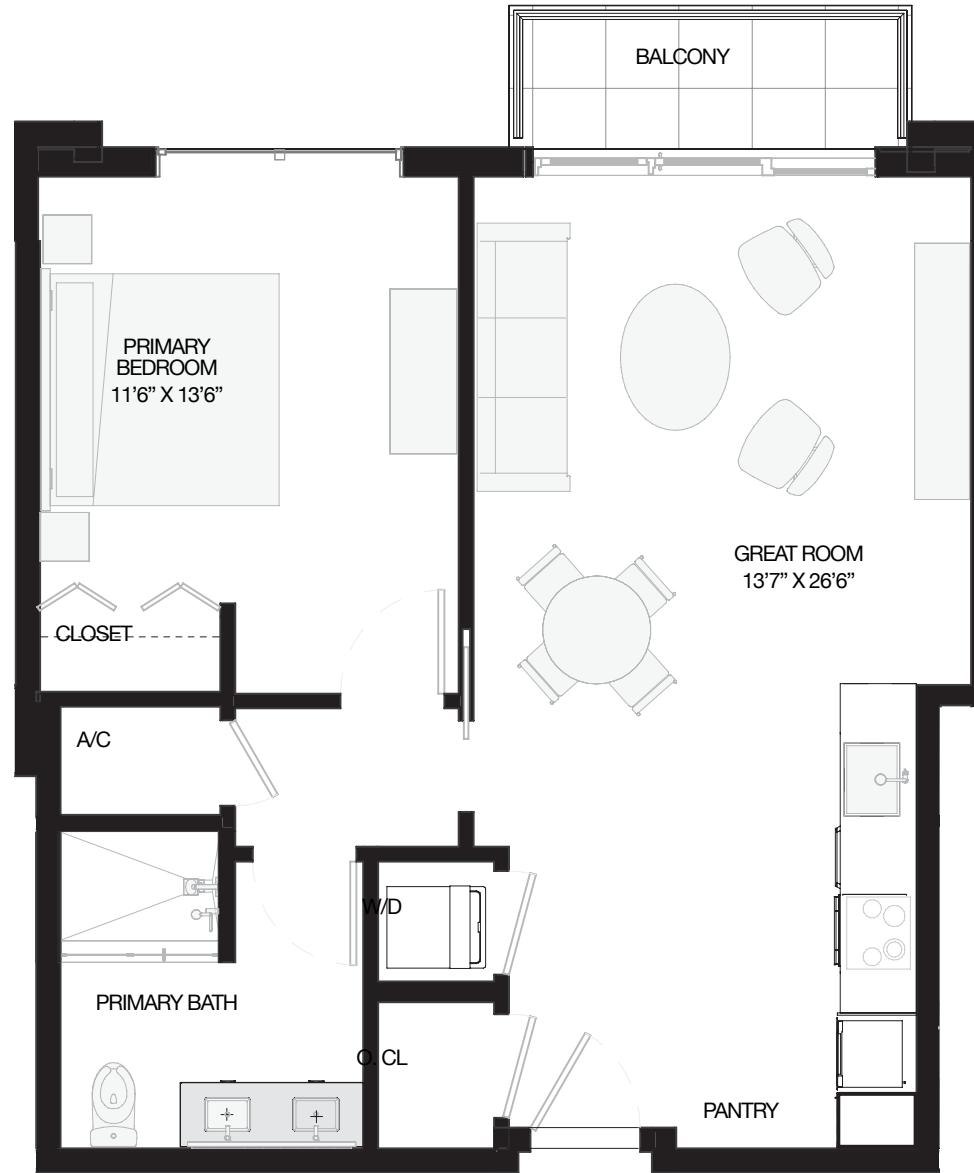 BALCONY
PRIMARY
BEDROOM
11’6” X 13’6”
GREAT ROOM
13’7” X 26’6”
CLOSET
A/C
W/D
PRIMARY BATH
O. CL
PANTRY